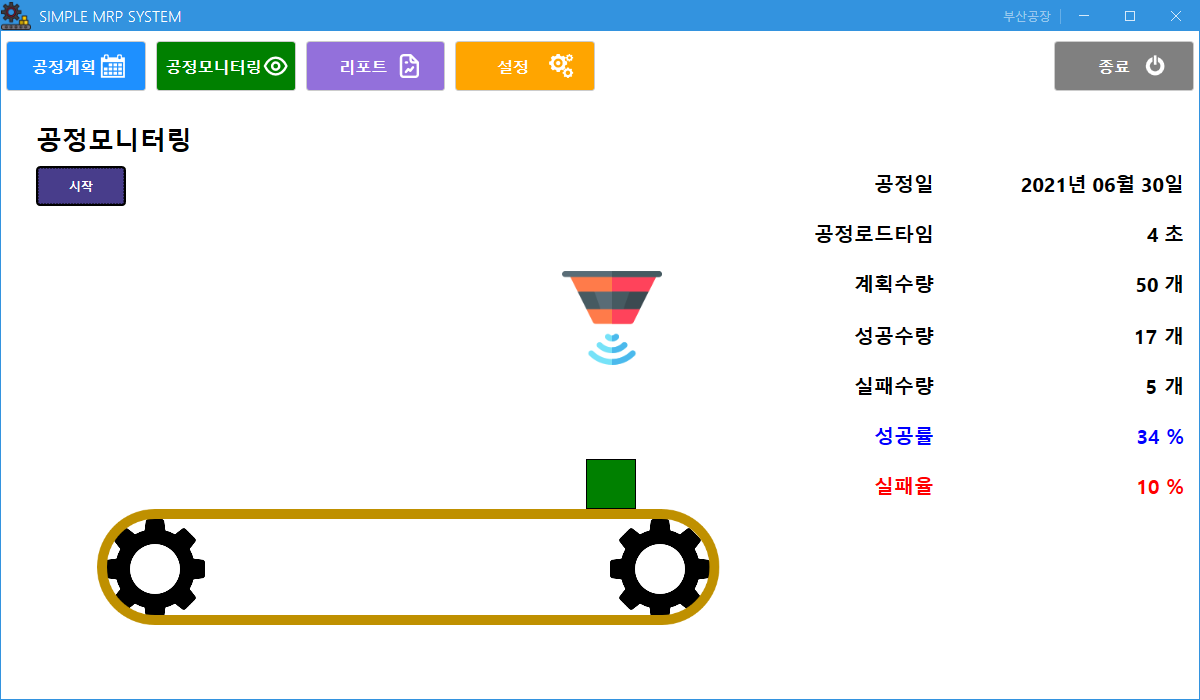 SIMPLE MRP SYSTEM
부산공장
공정계획
공정모니터링
리포트
설정
종료
공정모니터링
시작
공정일 2021년 06월 30일
공정로드타임 4 초
계획수량 50 개
성공수량 17 개
실패수량 5 개
성공률 34 %
실패율 10 %